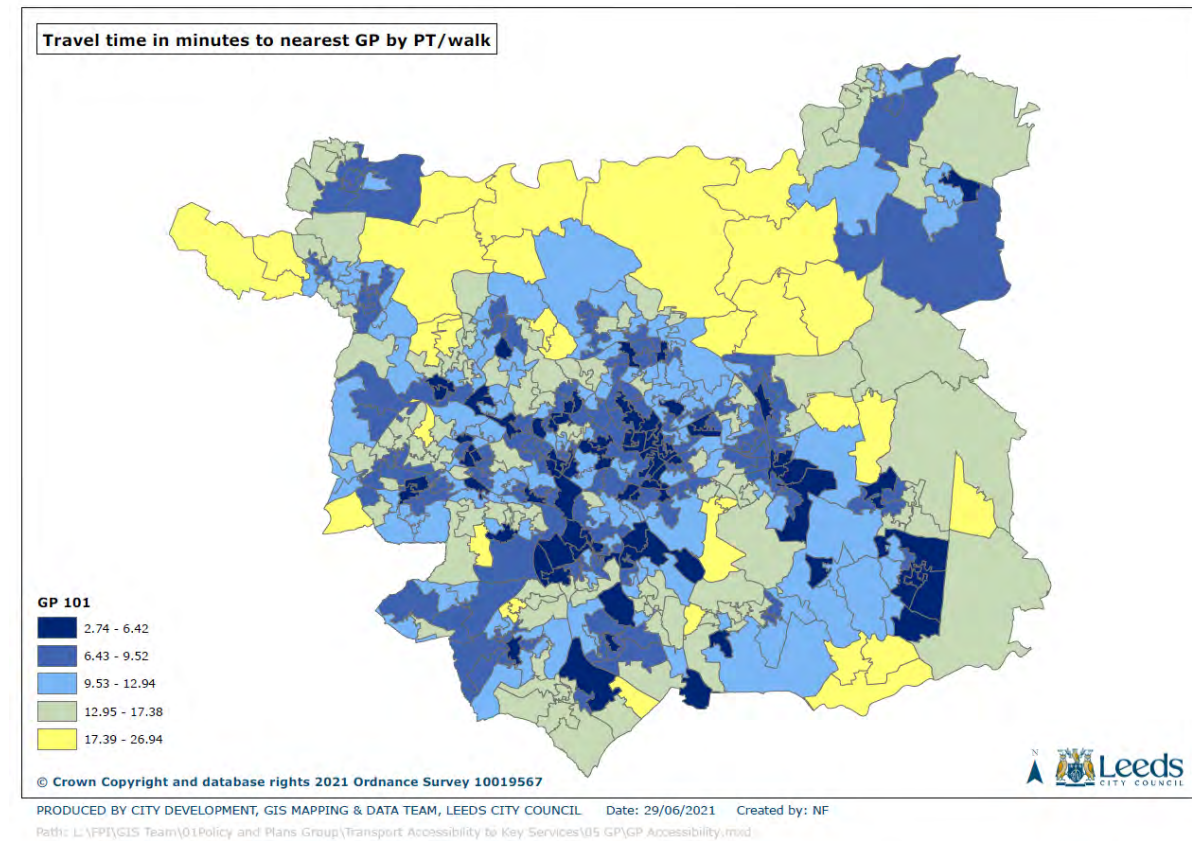 Travel time in minutes to nearest GP by PT/walk
GP 101
2.74 - 6.42
6.43 - 9.52
9.53 - 12.94
12.95 - 17.38
17.39 - 26.94
© Crown Copyright and database rights 2021 Ordnance Survey 10019567
N
Leeds
CITY COUNCIL
PRODUCED BY CITY DEVELOPMENT, GIS MAPPING & DATA TEAM, LEEDS CITY COUNCIL Date: 29/06/2021 Created by: NF
Path: L:\FPI\GIS Team\01Policy and Plans Group\Transport Accessibility to Key Services\05 GP\GP Accessibility.mxd